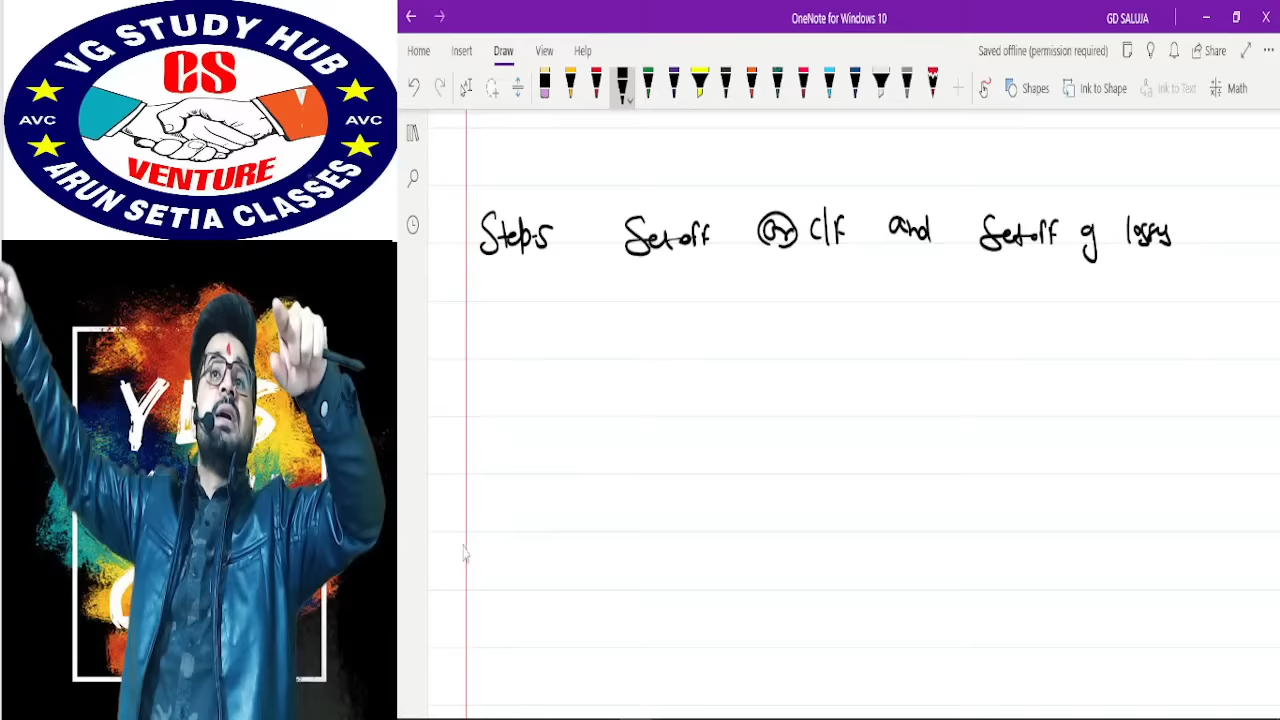 VG STUDY HUB
CS
AVC
AVC
VENTURE
ARUN SETIA CLASSES
YES
OneNote for Windows 10
GD SALUJA
Home
Insert
Draw
View
Help
Saved offline (permission required)
Share
Shapes
Ink to Shape
Ink to Text
Math
Steps Setoff or C/F and Setoff of losses